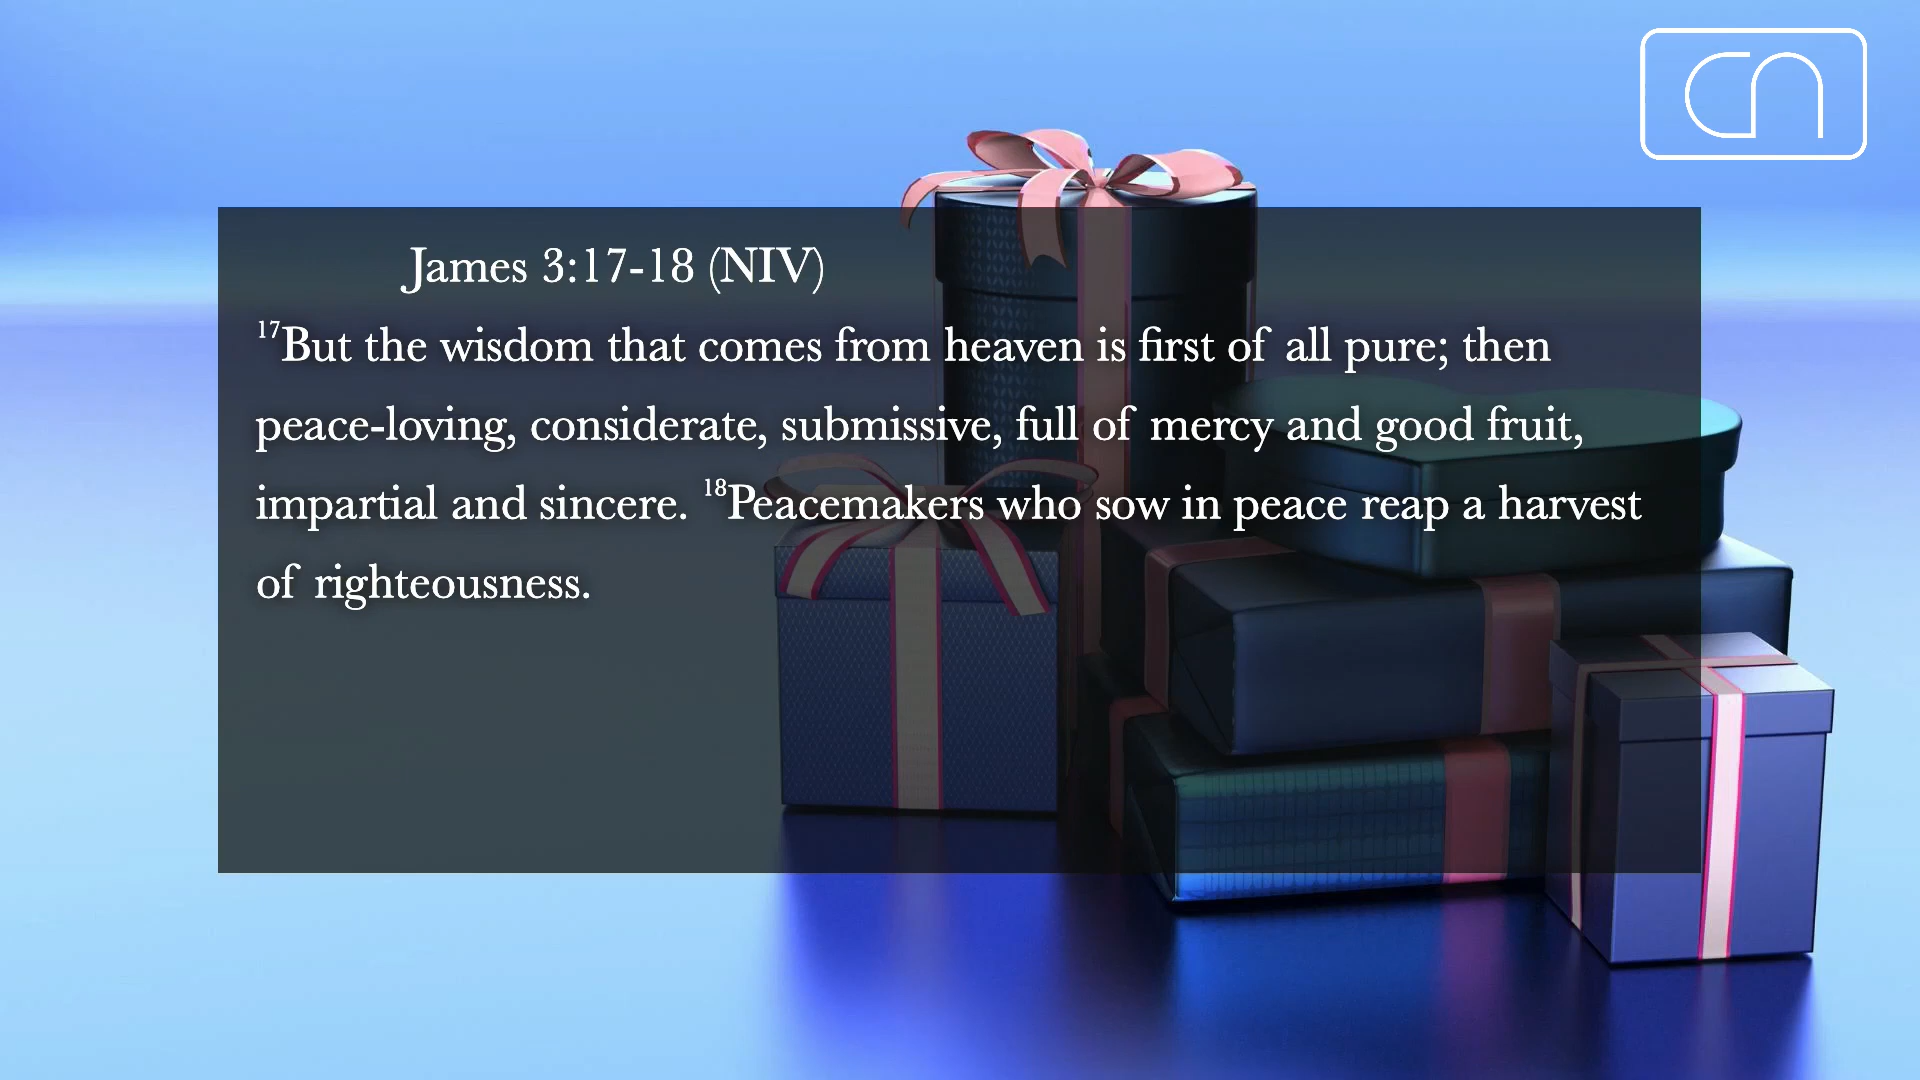 cn
James 3:17-18 (NIV)
¹⁷But the wisdom that comes from heaven is first of all pure; then
peace-loving, considerate, submissive, full of mercy and good fruit,
impartial and sincere. ¹⁸Peacemakers who sow in peace reap a harvest
of righteousness.